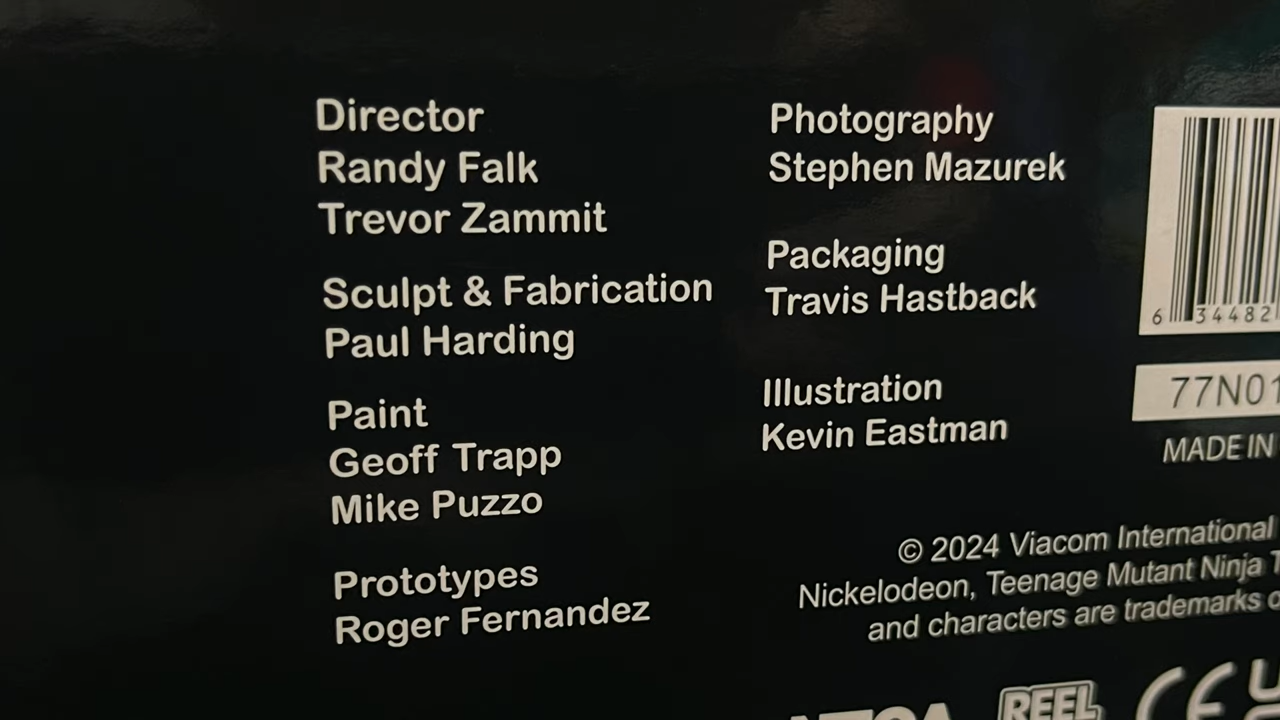 Director
Randy Falk
Trevor Zammit
Sculpt & Fabrication
Paul Harding
Paint
Geoff Trapp
Mike Puzzo
Prototypes
Roger Fernandez
Photography
Stephen Mazurek
Packaging
Travis Hastback
Illustration
Kevin Eastman
6 34482
77N01
MADE IN
© 2024 Viacom International
Nickelodeon, Teenage Mutant Ninja
and characters are trademarks
REEL
CE